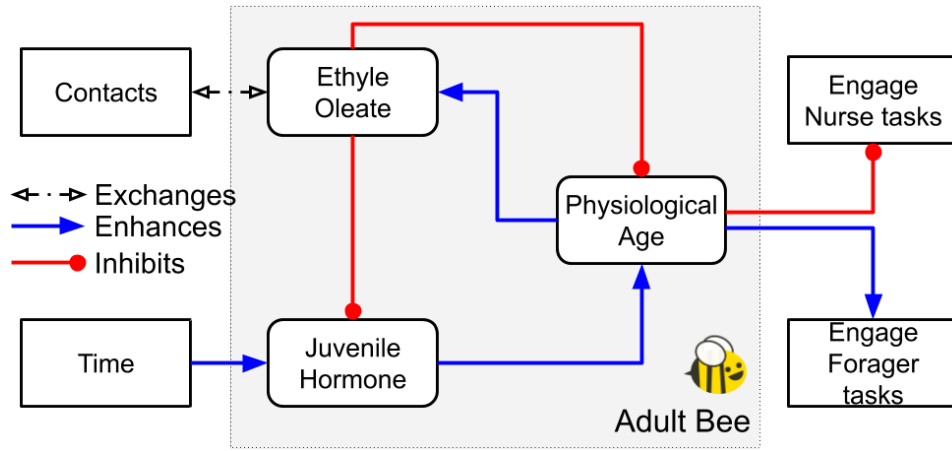 Contacts
Ethyle
Oleate
Engage
Nurse tasks
Exchanges
Enhances
Inhibits
Physiological
Age
Time
Juvenile
Hormone
Engage
Forager
tasks
Adult Bee